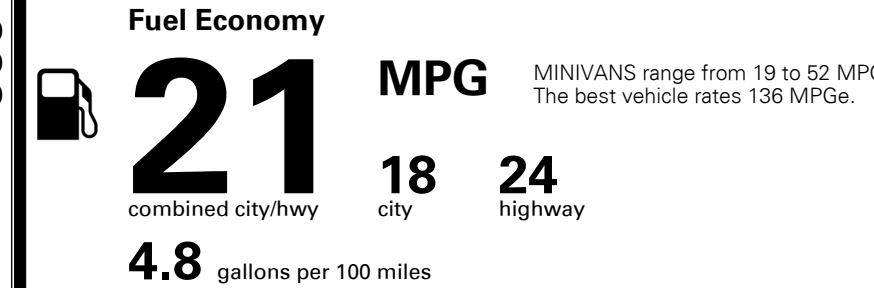 Fuel Economy
21
MPG
MINIVANS range from 19 to 52
The best vehicle rates 136 MPGe.
18
24
combined city/hwy
city
highway
4.8 gallons per 100 miles